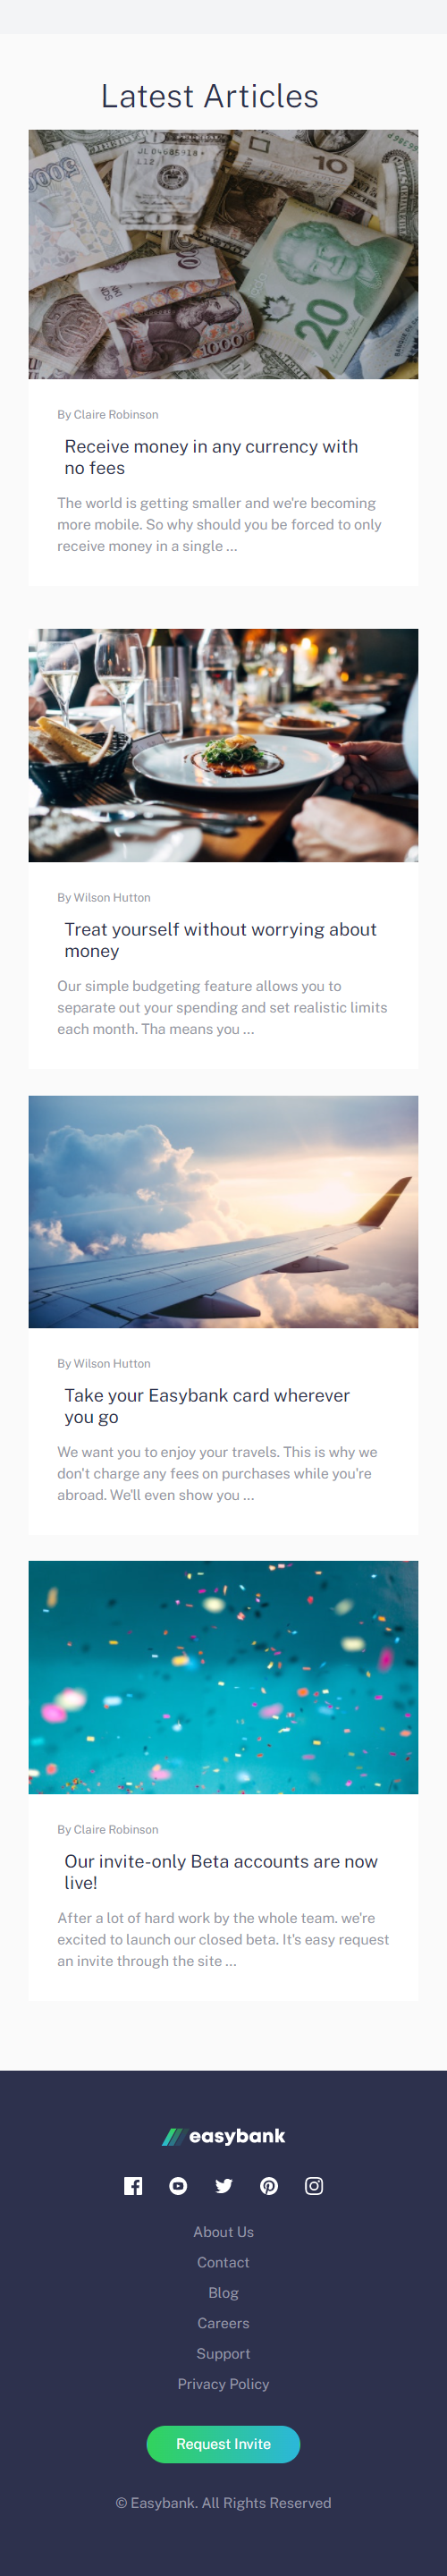 Latest Articles
By Claire Robinson
Receive money in any currency with
no fees
The world is getting smaller and we're becoming
more mobile. So why should you be forced to only
receive money in a single ...
By Wilson Hutton
Treat yourself without worrying about
money
Our simple budgeting feature allows you to
separate out your spending and set realistic limits
each month. Tha means you ...
By Wilson Hutton
Take your Easybank card wherever
you go
We want you to enjoy your travels. This is why we
don't charge any fees on purchases while you're
abroad. We'll even show you ...
By Claire Robinson
Our invite-only Beta accounts are now
live!
After a lot of hard work by the whole team. we're
excited to launch our closed beta. It's easy request
an invite through the site ...
easybank
About Us
Contact
Blog
Careers
Support
Privacy Policy
Request Invite
© Easybank. All Rights Reserved